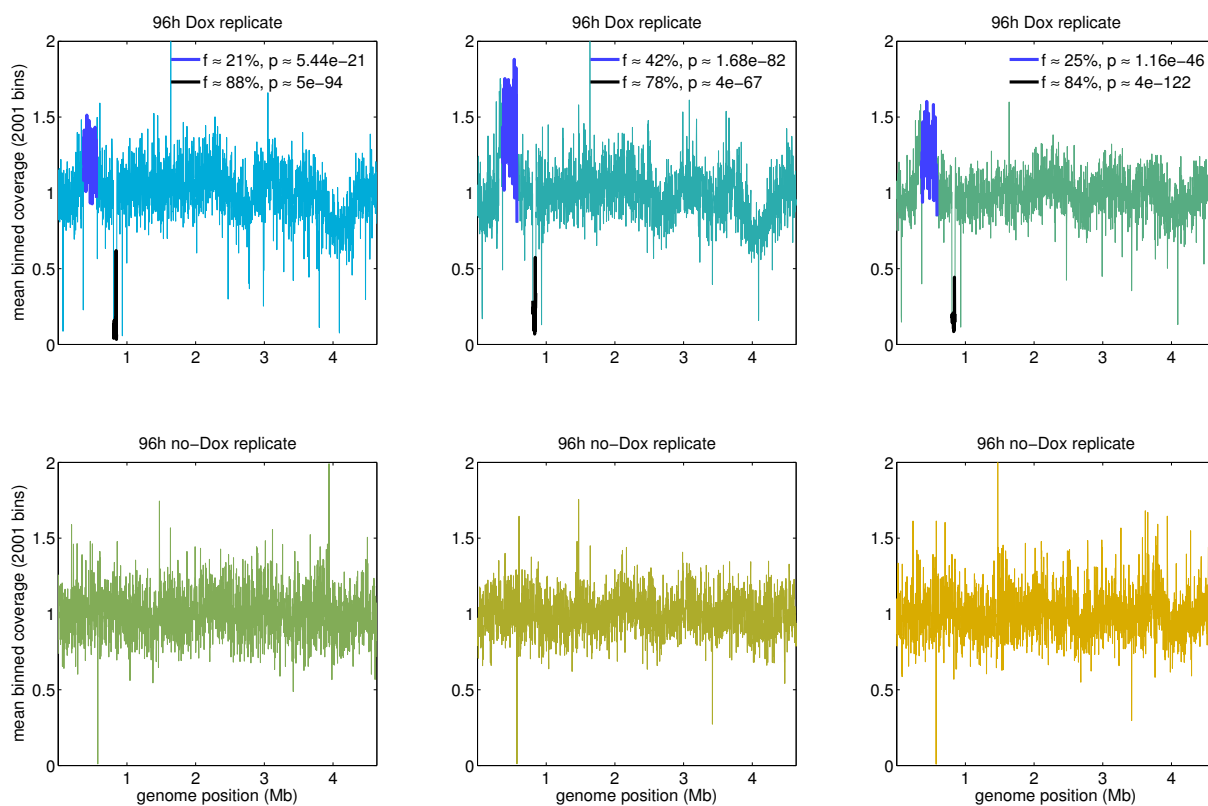 96h Dox replicate
mean binned coverage (2001 bins)
2
1.5
1
0.5
0
f ≈ 21%, p ≈ 5.44e−21
f ≈ 88%, p ≈ 5e−94
1 2 3 4
96h Dox replicate
2
1.5
1
0.5
0
f ≈ 42%, p ≈ 1.68e−82
f ≈ 78%, p ≈ 4e−67
1 2 3 4
96h Dox replicate
2
1.5
1
0.5
0
f ≈ 25%, p ≈ 1.16e−46
f ≈ 84%, p ≈ 4e−122
1 2 3 4
96h no−Dox replicate
mean binned coverage (2001 bins)
2
1.5
1
0.5
0
1 2 3 4
genome position (Mb)
96h no−Dox replicate
2
1.5
1
0.5
0
1 2 3 4
genome position (Mb)
96h no−Dox replicate
2
1.5
1
0.5
0
1 2 3 4
genome position (Mb)